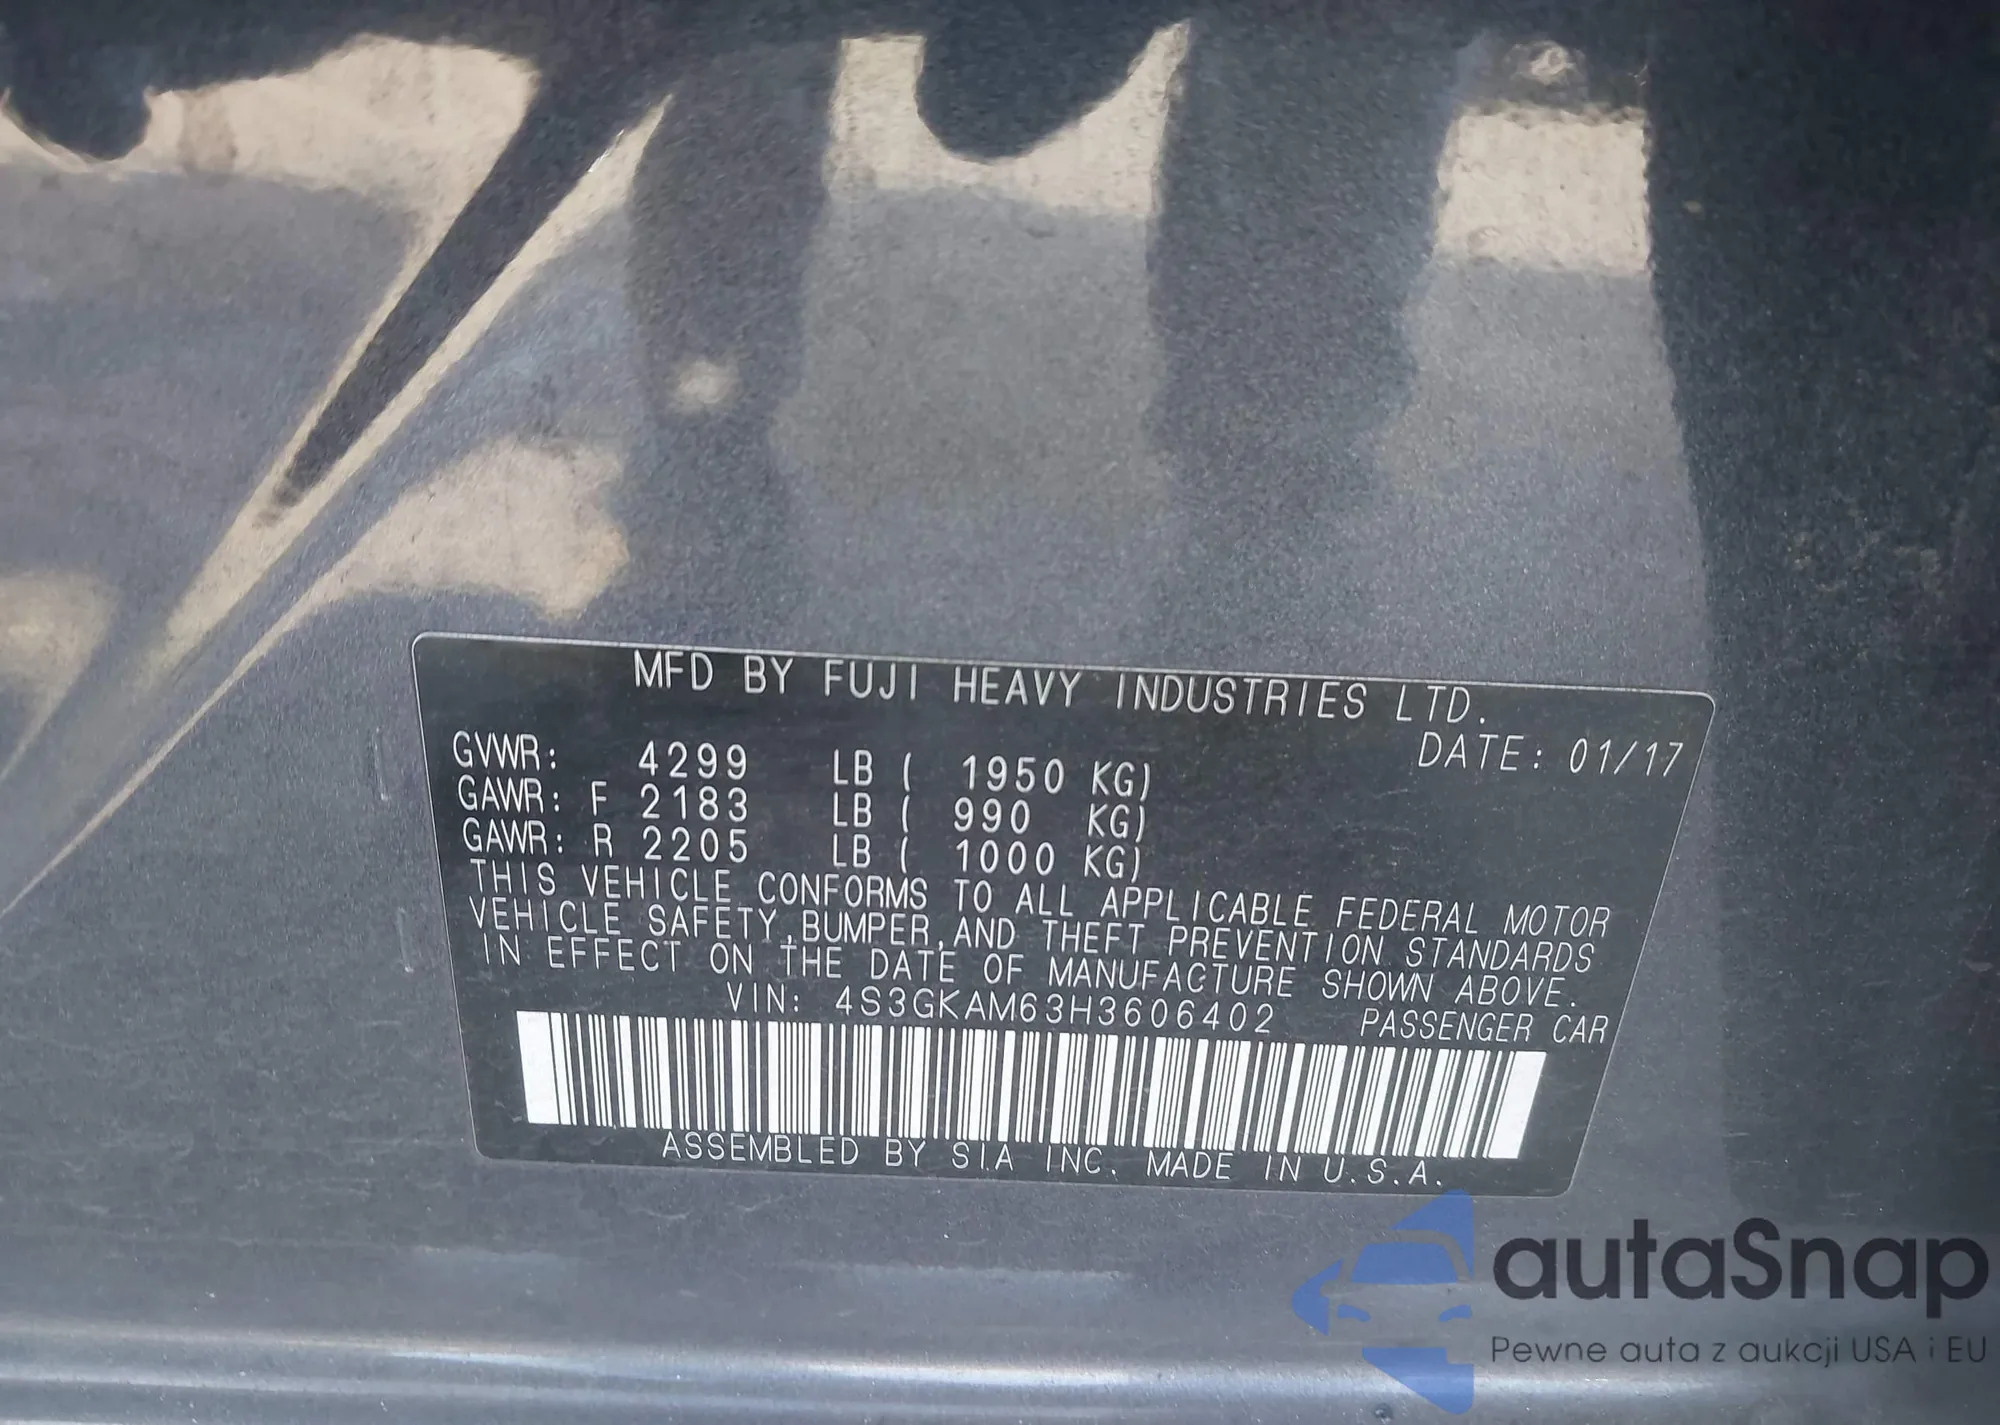 MFD BY FUJI HEAVY INDUSTRIES LTD.
DATE: 01/17
GVWR: 4299 LB ( 1950 KG)
GAWR: F 2183 LB ( 990 KG)
GAWR: R 2205 LB ( 1000 KG)
THIS VEHICLE CONFORMS TO ALL APPLICABLE FEDERAL MOTOR
VEHICLE SAFETY,BUMPER,AND THEFT PREVENTION STANDARDS
IN EFFECT ON THE DATE OF MANUFACTURE SHOWN ABOVE.
VIN: 4S3GKAM63H3606402 PASSENGER CAR
ASSEMBLED BY SIA INC. MADE IN U.S.A.
autaSnap
Pewne auta z aukcji USA i EU